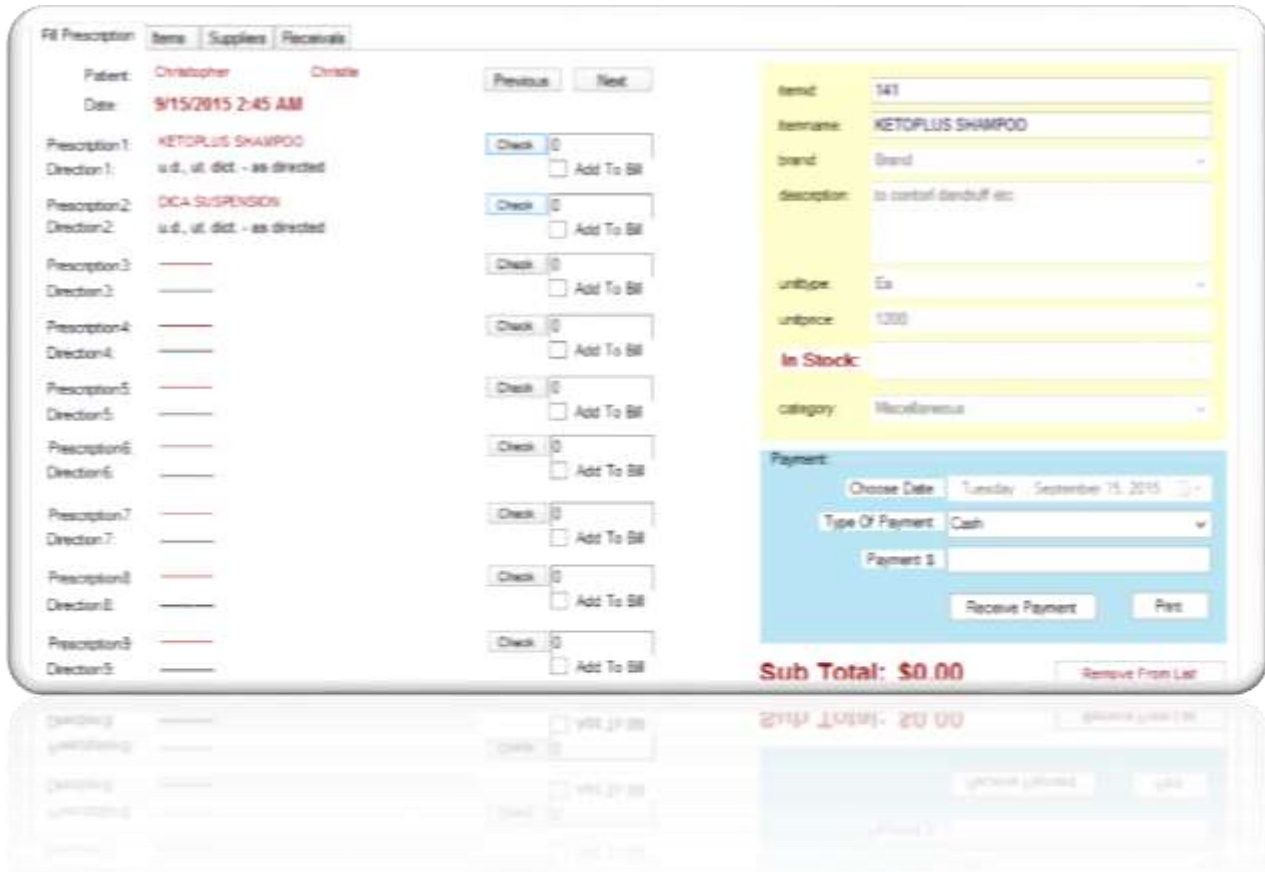 Fill Prescription Items Suppliers Receivals
Patient: Christopher Christie
Previous Next
Date: 9/15/2015 2:45 AM
Prescription1: KETOPLUS SHAMPOO Check 0
Direction1: u.d., ut. dict. - as directed Add To Bill
Prescription2: DICA SUSPENSION Check 0
Direction2: u.d., ut. dict. - as directed Add To Bill
Prescription3: Check 0
Direction3: Add To Bill
Prescription4: Check 0
Direction4: Add To Bill
Prescription5: Check 0
Direction5: Add To Bill
Prescription6: Check 0
Direction6: Add To Bill
Prescription7: Check 0
Direction7: Add To Bill
Prescription8: Check 0
Direction8: Add To Bill
Prescription9: Check 0
Direction9: Add To Bill
itemid: 141
itemname: KETOPLUS SHAMPOO
brand: Brand
description: to contorl dandruff etc
unittype: Ea
unitprice: 1200
In Stock:
category: Miscellaneous
Payment:
Choose Date Tuesday , September 15, 2015
Type Of Payment: Cash
Payment $
Receive Payment Print
Sub Total: $0.00 Remove From List